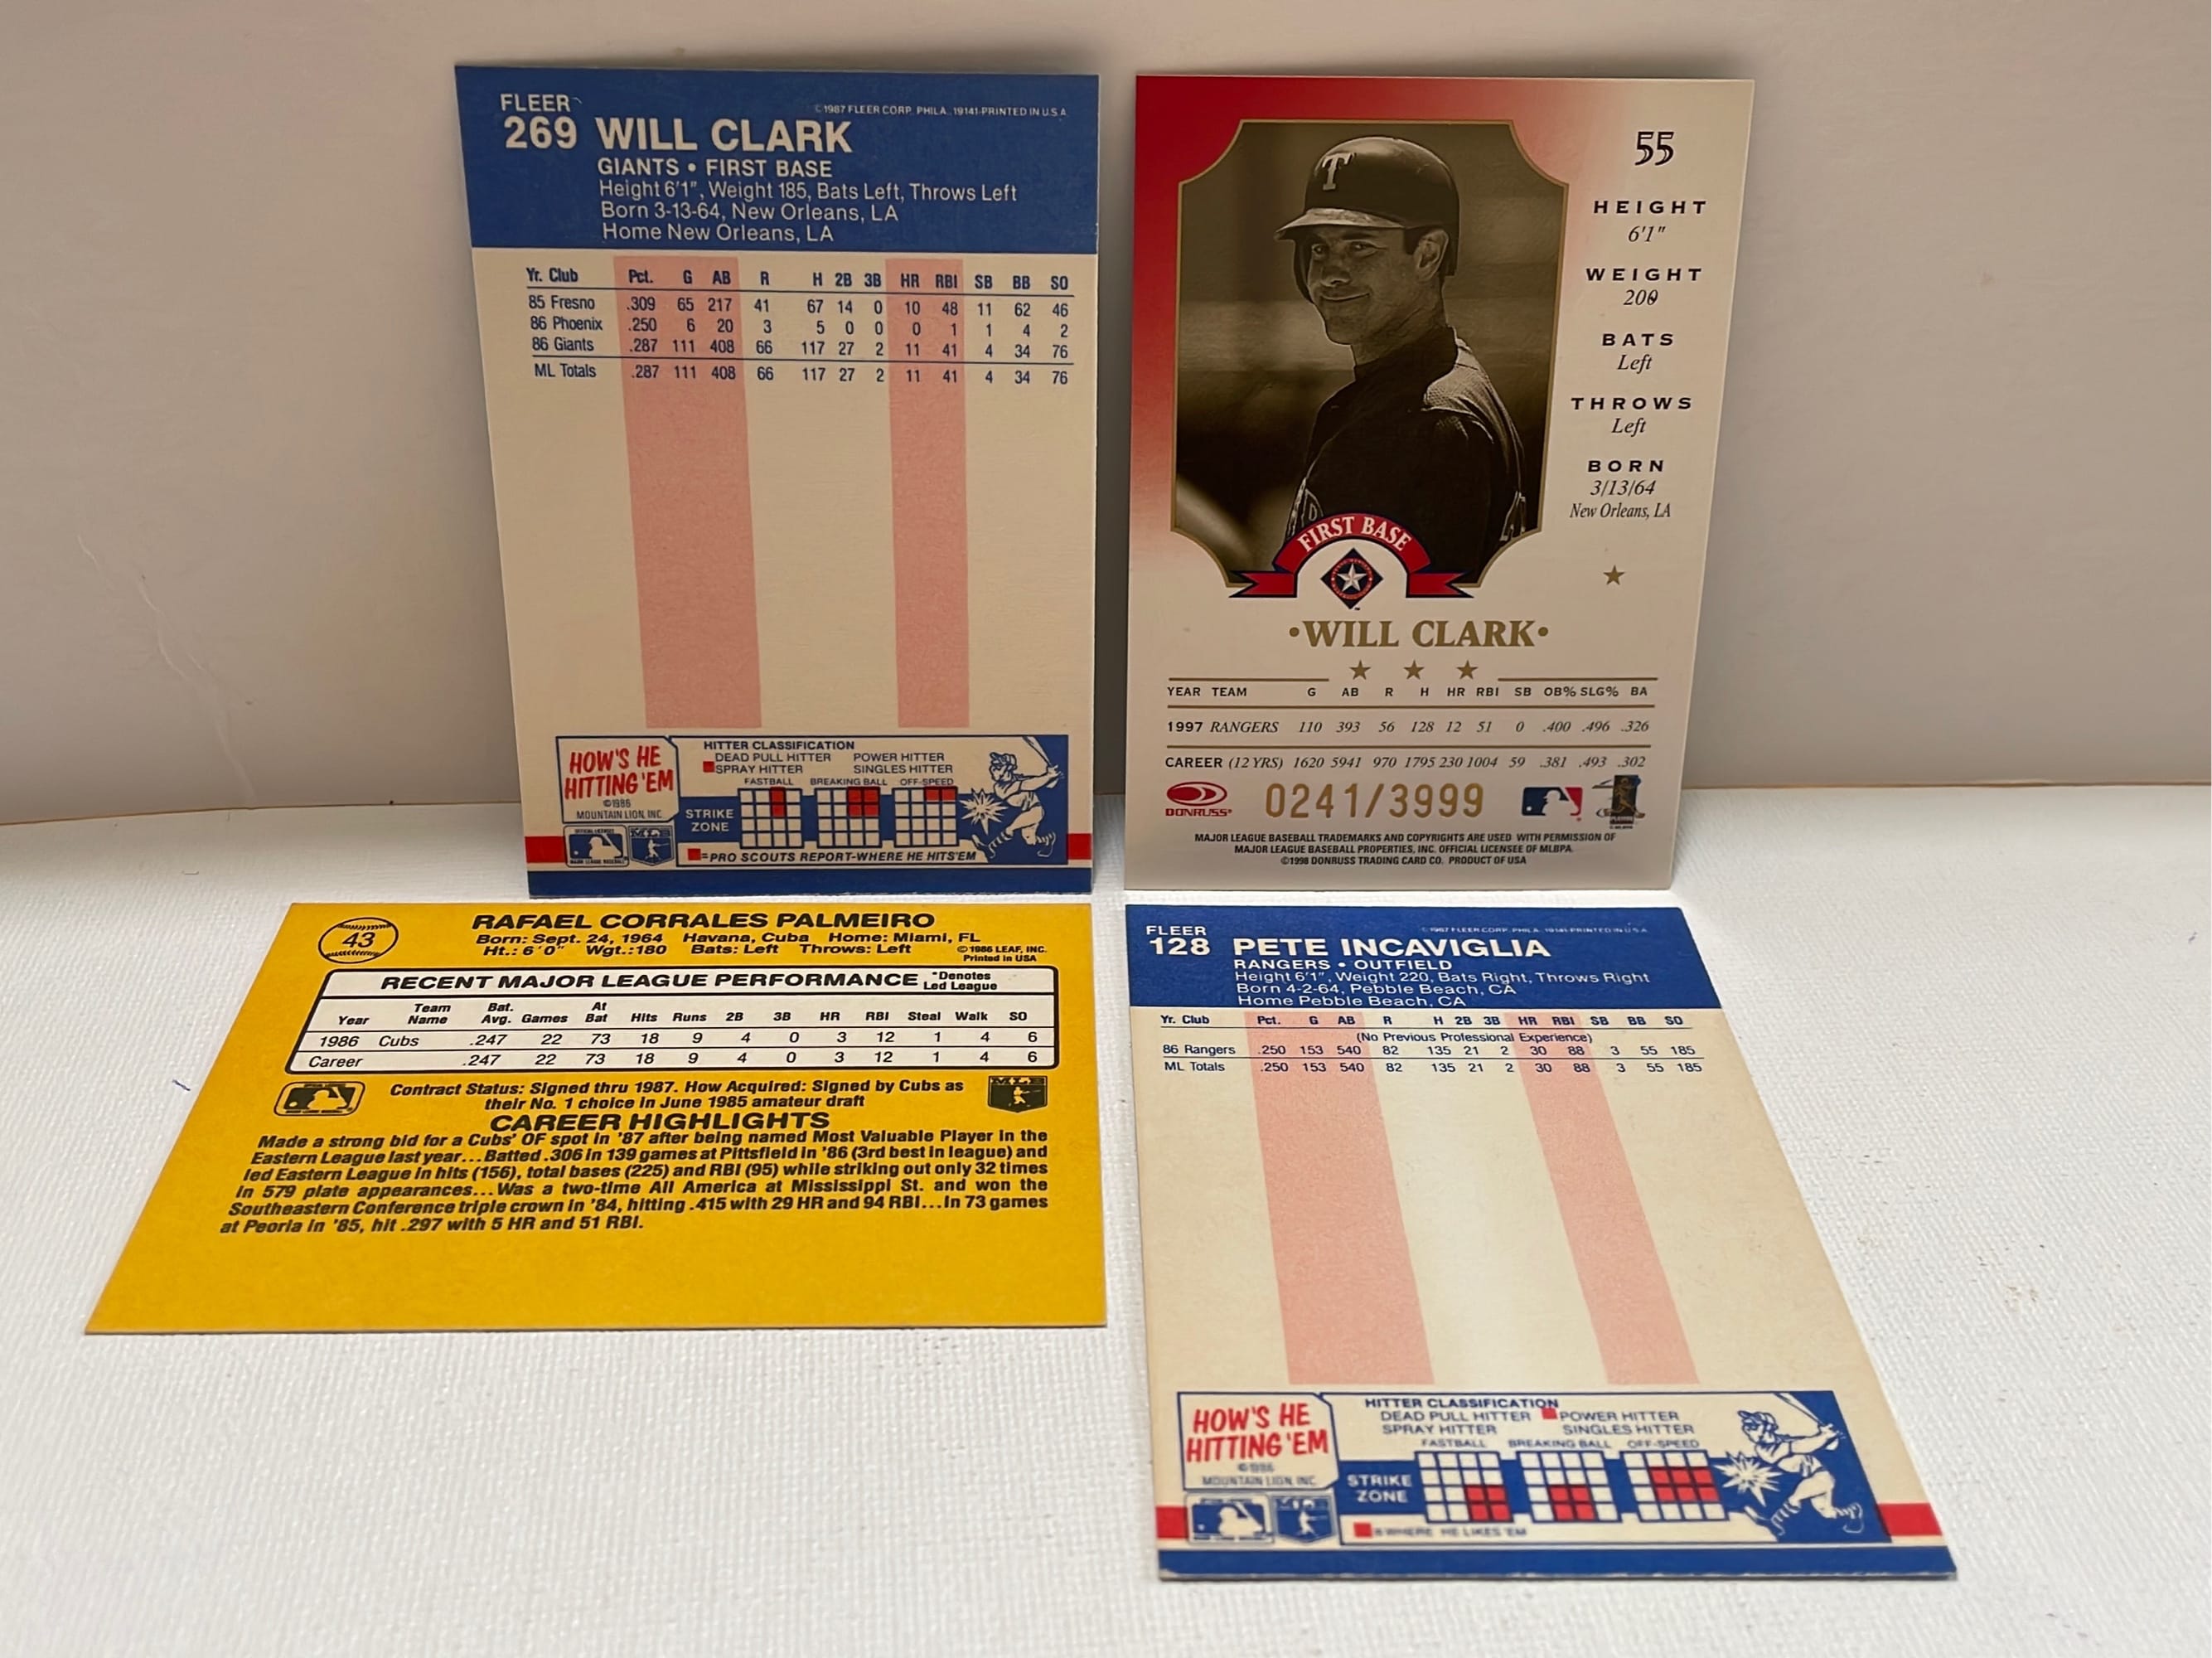 FLEER
269 WILL CLARK
©1987 FLEER CORP. PHILA. 19141-PRINTED IN U.S.A.
GIANTS • FIRST BASE
Height 6'1", Weight 185, Bats Left, Throws Left
Born 3-13-64, New Orleans, LA
Home New Orleans, LA
Yr. Club Pct. G AB R H 2B 3B HR RBI SB BB SO
85 Fresno .309 65 217 41 67 14 0 10 48 11 62 46
86 Phoenix .250 6 20 3 5 0 0 0 1 1 4 2
86 Giants .287 111 408 66 117 27 2 11 41 4 34 76
ML Totals .287 111 408 66 117 27 2 11 41 4 34 76
HOW'S HE
HITTING 'EM
©1986
MOUNTAIN LION, INC.
HITTER CLASSIFICATION
DEAD PULL HITTER POWER HITTER
SPRAY HITTER SINGLES HITTER
FASTBALL BREAKING BALL OFF-SPEED
STRIKE
ZONE
=PRO SCOUTS REPORT-WHERE HE HITS 'EM
55
HEIGHT
6'1"
WEIGHT
200
BATS
Left
THROWS
Left
BORN
3/13/64
New Orleans, LA
T
FIRST BASE
•WILL CLARK•
YEAR TEAM G AB R H HR RBI SB OB% SLG% BA
1997 RANGERS 110 393 56 128 12 51 0 .400 .496 .326
CAREER (12 YRS) 1620 5941 970 1795 230 1004 59 .381 .493 .302
DONRUSS
0241/3999
MAJOR LEAGUE BASEBALL TRADEMARKS AND COPYRIGHTS ARE USED WITH PERMISSION OF
MAJOR LEAGUE BASEBALL PROPERTIES, INC. OFFICIAL LICENSEE OF MLBPA.
©1998 DONRUSS TRADING CARD CO. PRODUCT OF USA
43
RAFAEL CORRALES PALMEIRO
Born: Sept. 24, 1964 Havana, Cuba Home: Miami, FL
Ht.: 6'0" Wgt.:180 Bats: Left Throws: Left
©1986 LEAF, INC.
Printed in USA
RECENT MAJOR LEAGUE PERFORMANCE
*Denotes
Led League
Year Team Name Bat. Avg. Games At Bat Hits Runs 2B 3B HR RBI Steal Walk SO
1986 Cubs .247 22 73 18 9 4 0 3 12 1 4 6
Career .247 22 73 18 9 4 0 3 12 1 4 6
Contract Status: Signed thru 1987. How Acquired: Signed by Cubs as
their No. 1 choice in June 1985 amateur draft
CAREER HIGHLIGHTS
Made a strong bid for a Cubs' OF spot in '87 after being named Most Valuable Player in the
Eastern League last year...Batted .306 in 139 games at Pittsfield in '86 (3rd best in league) and
led Eastern League in hits (156), total bases (225) and RBI (95) while striking out only 32 times
in 579 plate appearances...Was a two-time All America at Mississippi St. and won the
Southeastern Conference triple crown in '84, hitting .415 with 29 HR and 94 RBI...In 73 games
at Peoria in '85, hit .297 with 5 HR and 51 RBI.
FLEER
128 PETE INCAVIGLIA
©1987 FLEER CORP. PHILA. 19141-PRINTED IN U.S.A.
RANGERS • OUTFIELD
Height 6'1", Weight 220, Bats Right, Throws Right
Born 4-2-64, Pebble Beach, CA
Home Pebble Beach, CA
Yr. Club Pct. G AB R H 2B 3B HR RBI SB BB SO
(No Previous Professional Experience)
86 Rangers .250 153 540 82 135 21 2 30 88 3 55 185
ML Totals .250 153 540 82 135 21 2 30 88 3 55 185
HOW'S HE
HITTING 'EM
©1986
MOUNTAIN LION, INC.
HITTER CLASSIFICATION
DEAD PULL HITTER POWER HITTER
SPRAY HITTER SINGLES HITTER
FASTBALL BREAKING BALL OFF-SPEED
STRIKE
ZONE
WHERE HE LIKES 'EM